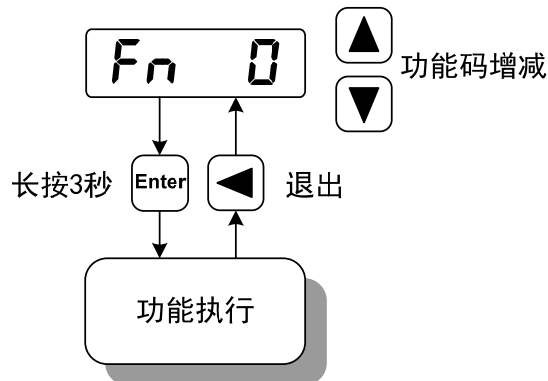 Fn 0
功能码增减
长按3秒
Enter
退出
功能执行